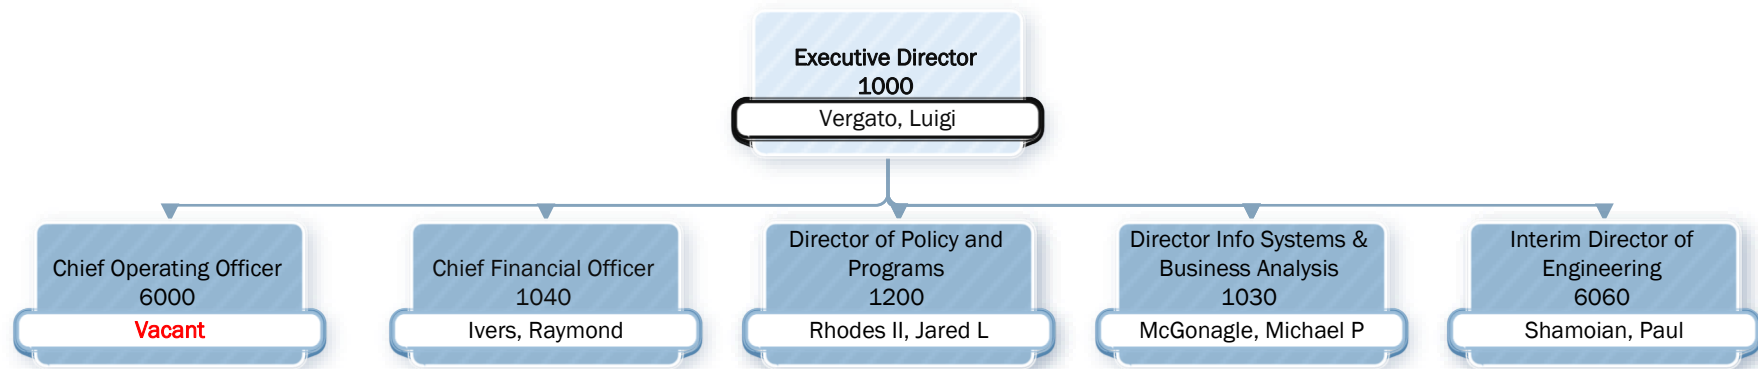 Executive Director
1000
Vergato, Luigi
Chief Operating Officer
6000
Vacant
Chief Financial Officer
1040
Ivers, Raymond
Director of Policy and
Programs
1200
Rhodes II, Jared L
Director Info Systems &
Business Analysis
1030
McGonagle, Michael P
Interim Director of
Engineering
6060
Shamoian, Paul